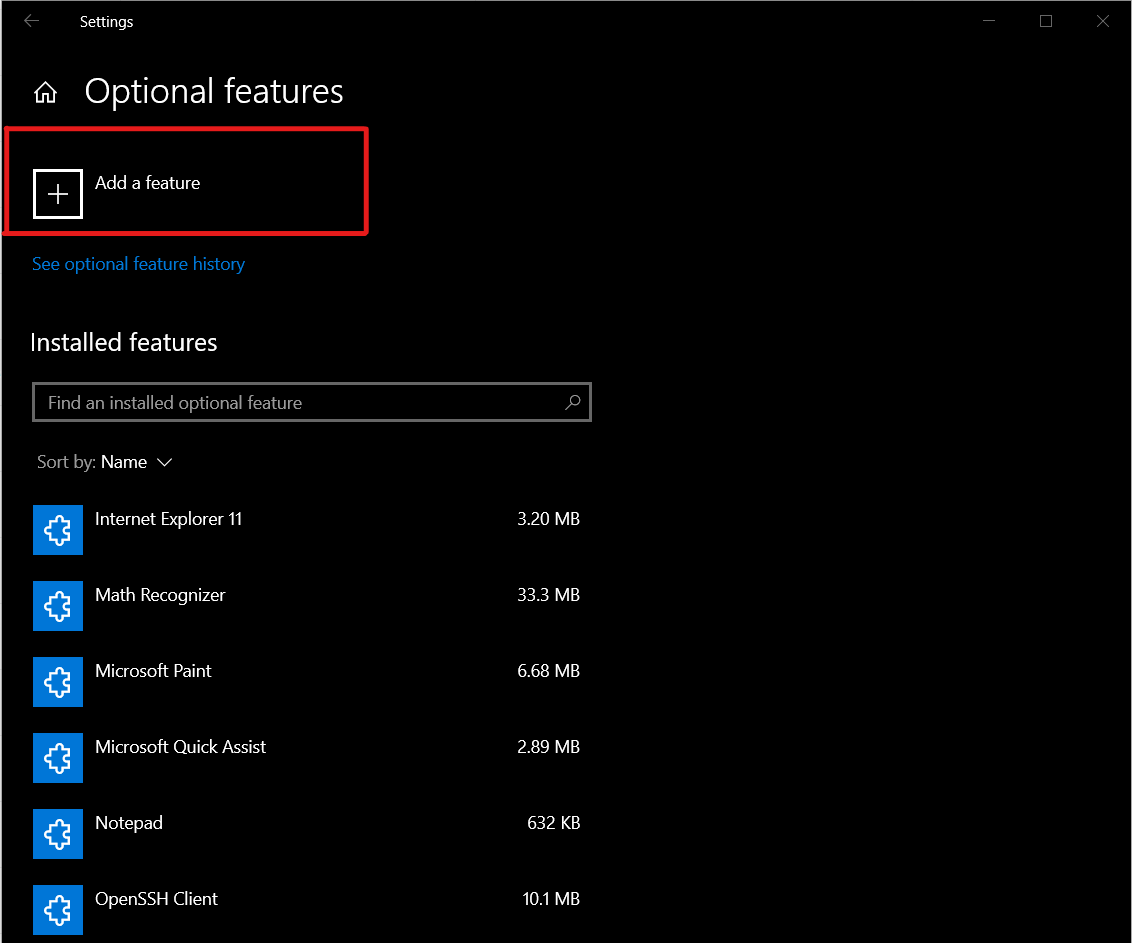 Settings
Optional features
Add a feature
See optional feature history
Installed features
Find an installed optional feature
Sort by: Name
Internet Explorer 11 3.20 MB
Math Recognizer 33.3 MB
Microsoft Paint 6.68 MB
Microsoft Quick Assist 2.89 MB
Notepad 632 KB
OpenSSH Client 10.1 MB